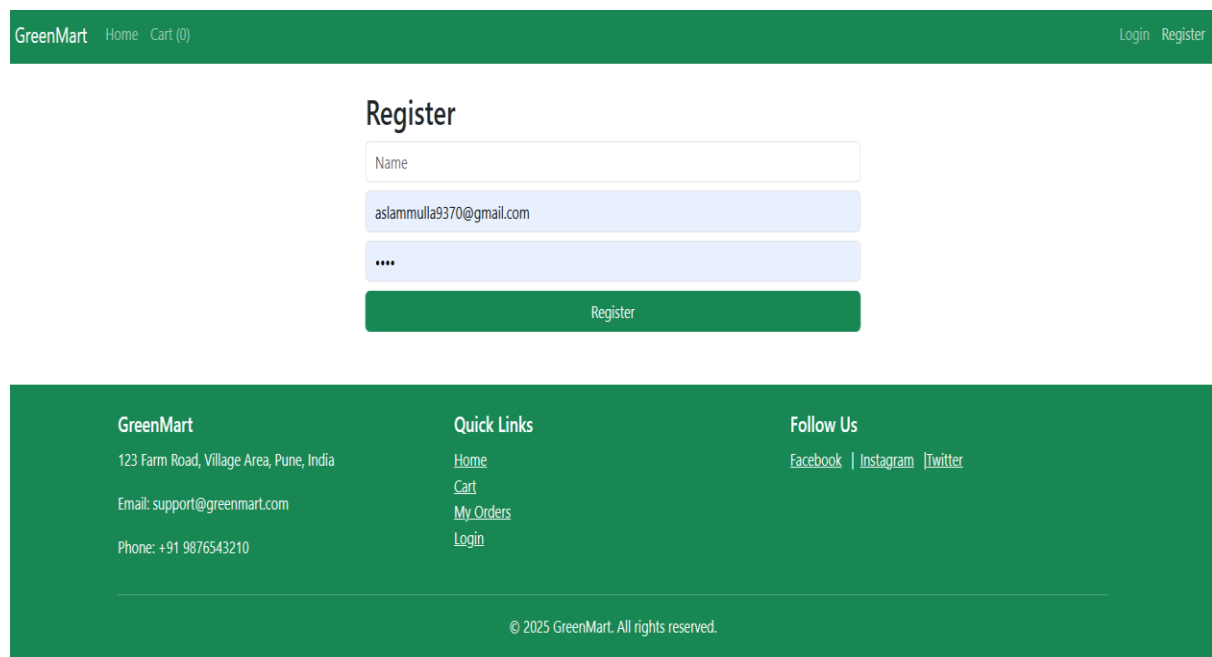 GreenMart Home Cart (0) Login Register
Register
Name
aslammulla9370@gmail.com
••••
Register
GreenMart
123 Farm Road, Village Area, Pune, India
Email: support@greenmart.com
Phone: +91 9876543210
Quick Links
Home
Cart
My Orders
Login
Follow Us
Facebook | Instagram |Twitter
© 2025 GreenMart. All rights reserved.